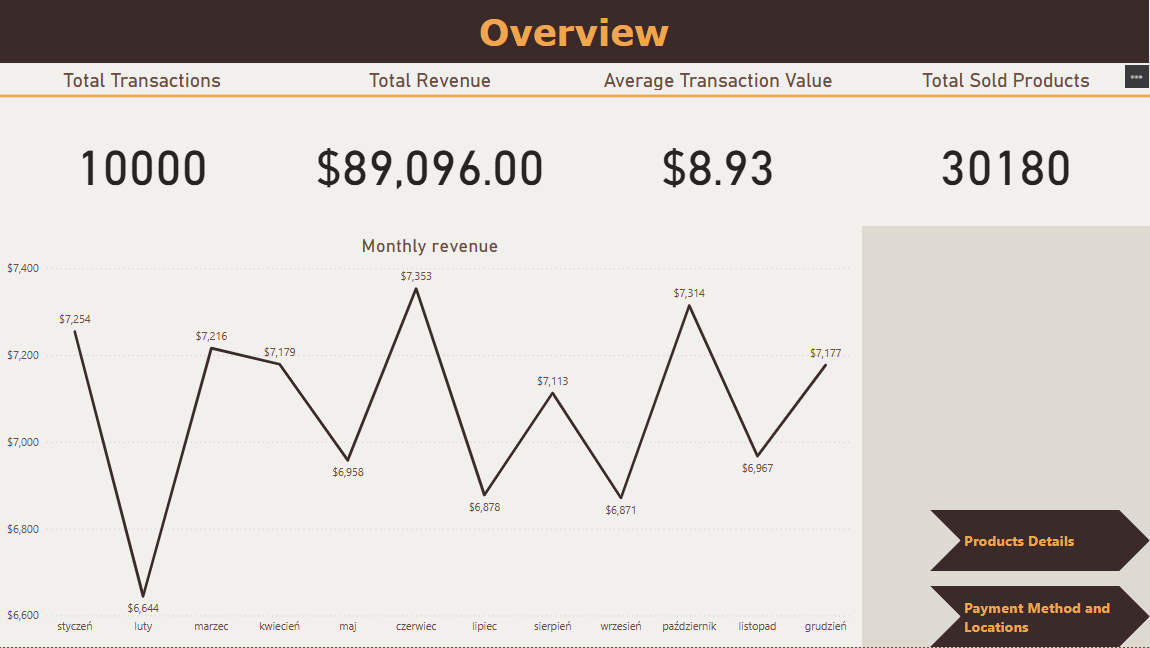 Overview
Total Transactions
Total Revenue
Average Transaction Value
Total Sold Products
10000
$89,096.00
$8.93
30180
Monthly revenue
$7,400
$7,200
$7,000
$6,800
$6,600
$7,254
$6,644
$7,216
$7,179
$6,958
$7,353
$6,878
$7,113
$6,871
$7,314
$6,967
$7,177
styczeń
luty
marzec
kwiecień
maj
czerwiec
lipiec
sierpień
wrzesień
październik
listopad
grudzień
Products Details
Payment Method and
Locations